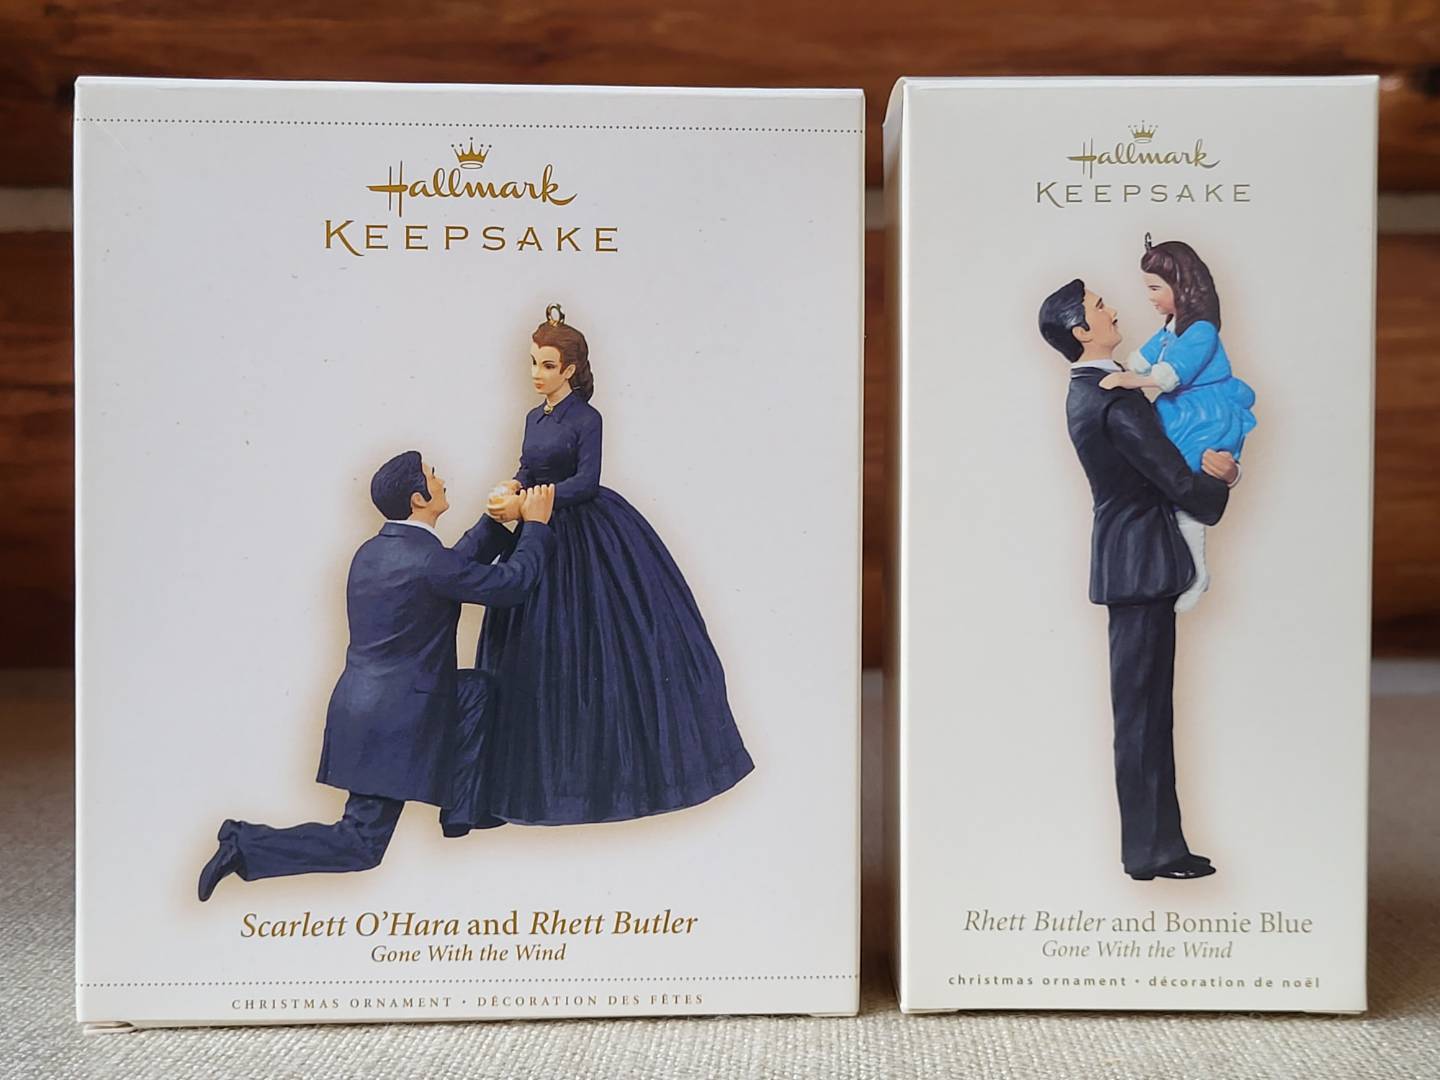 Hallmark
KEEPSAKE
Scarlett O'Hara and Rhett Butler
Gone With the Wind
CHRISTMAS ORNAMENT • DÉCORATION DES FÊTES
Hallmark
KEEPSAKE
Rhett Butler and Bonnie Blue
Gone With the Wind
christmas ornament • décoration de noël